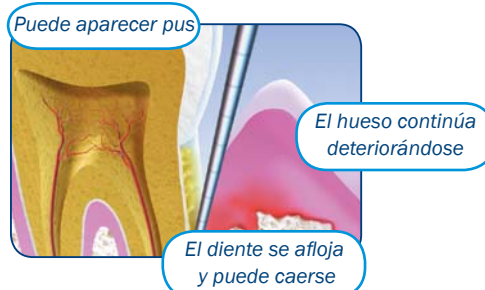 Puede aparecer pus
El hueso continúa
deteriorándose
El diente se afloja
y puede caerse